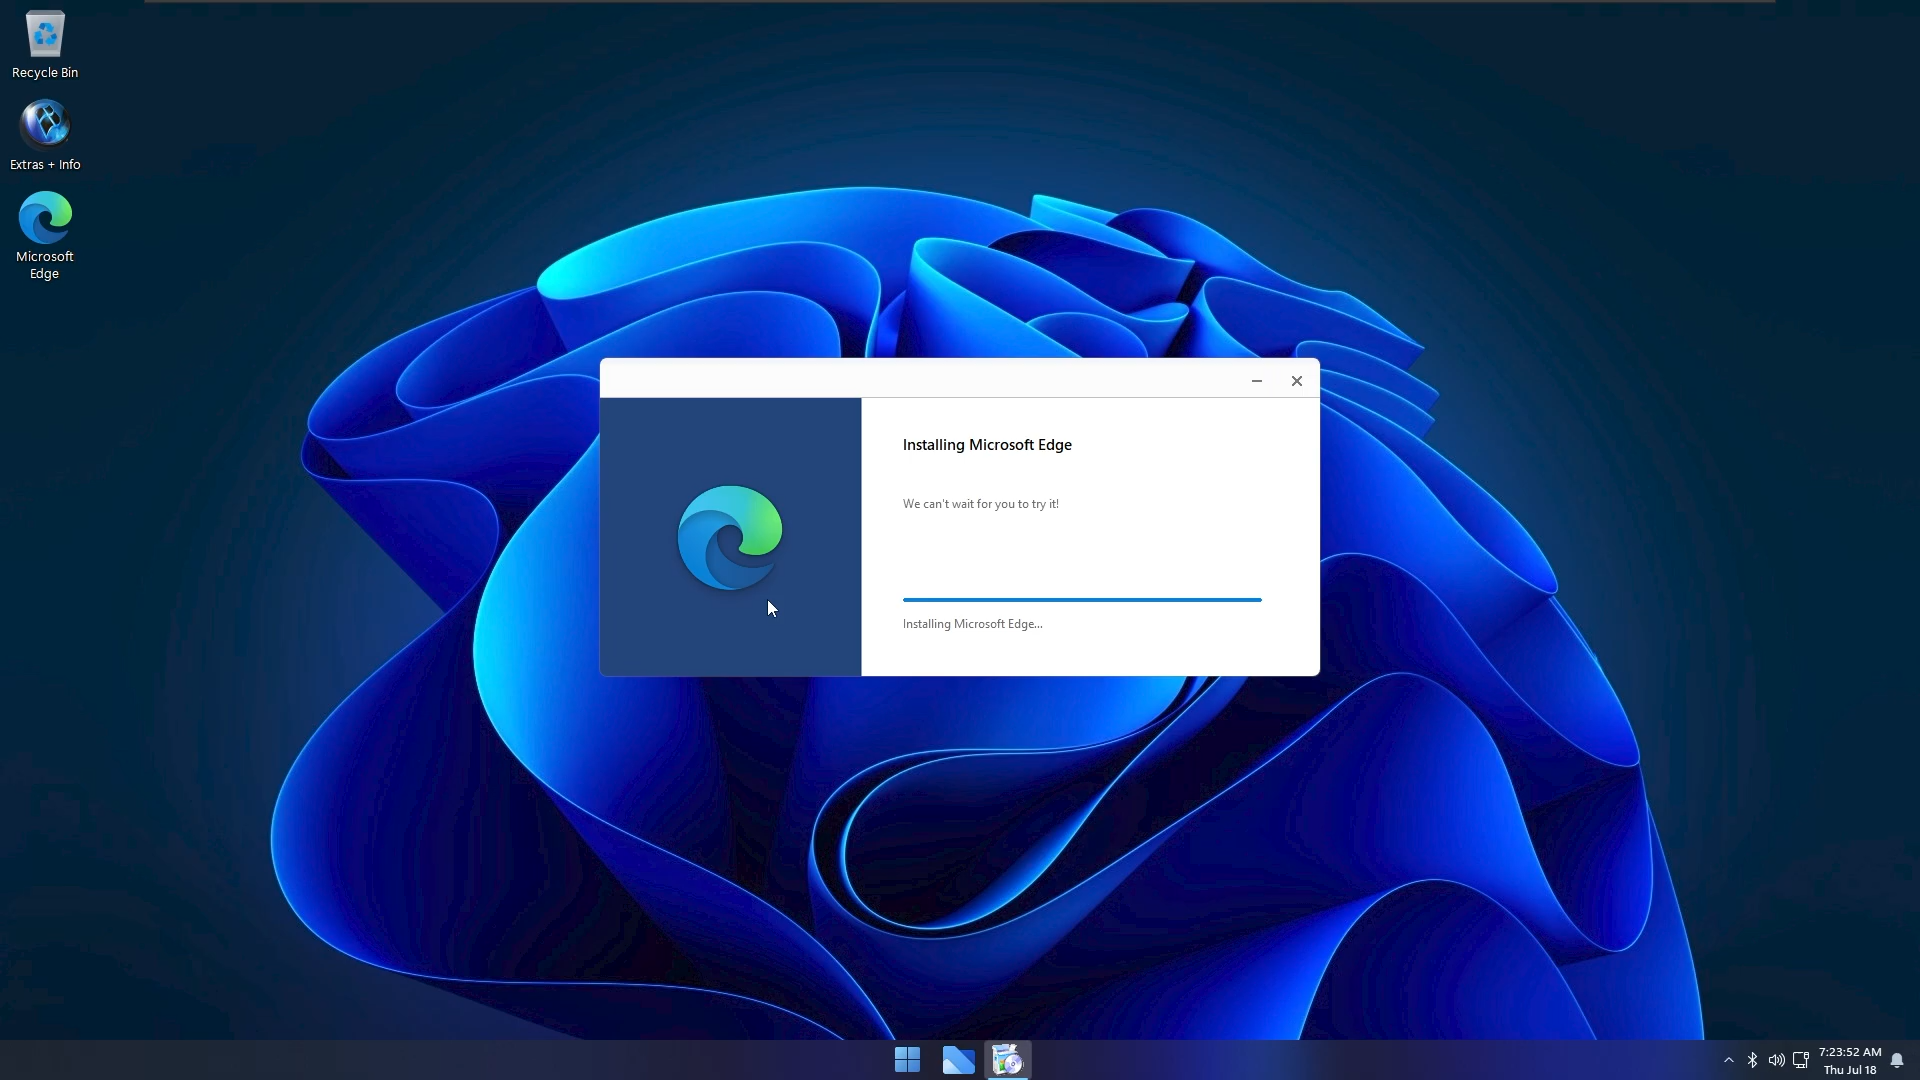 Recycle Bin
Extras + Info
Microsoft
Edge
Installing Microsoft Edge
We can't wait for you to try it!
Installing Microsoft Edge...
7:23:52 AM
Thu Jul 18